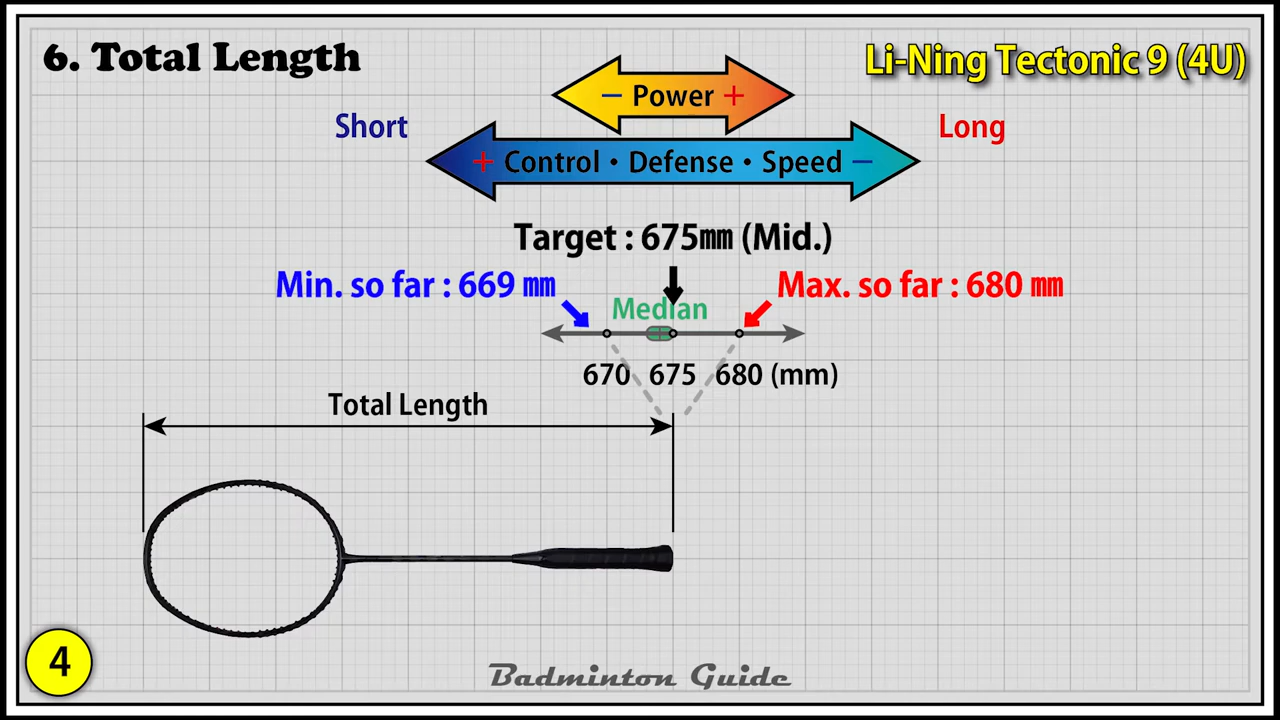 6. Total Length
Li-Ning Tectonic 9 (4U)
− Power +
Short
Long
+ Control・Defense・Speed −
Target : 675㎜ (Mid.)
Min. so far : 669 ㎜
Max. so far : 680 ㎜
Median
670 675 680 (mm)
Total Length
4
Badminton Guide